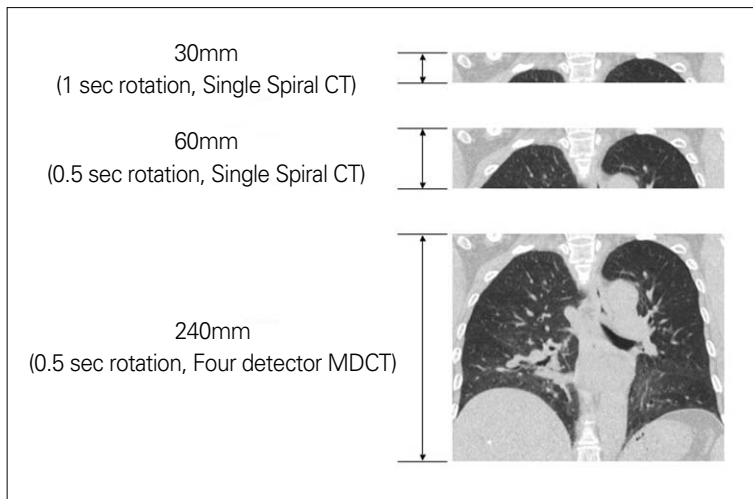 30mm
(1 sec rotation, Single Spiral CT)
60mm
(0.5 sec rotation, Single Spiral CT)
240mm
(0.5 sec rotation, Four detector MDCT)